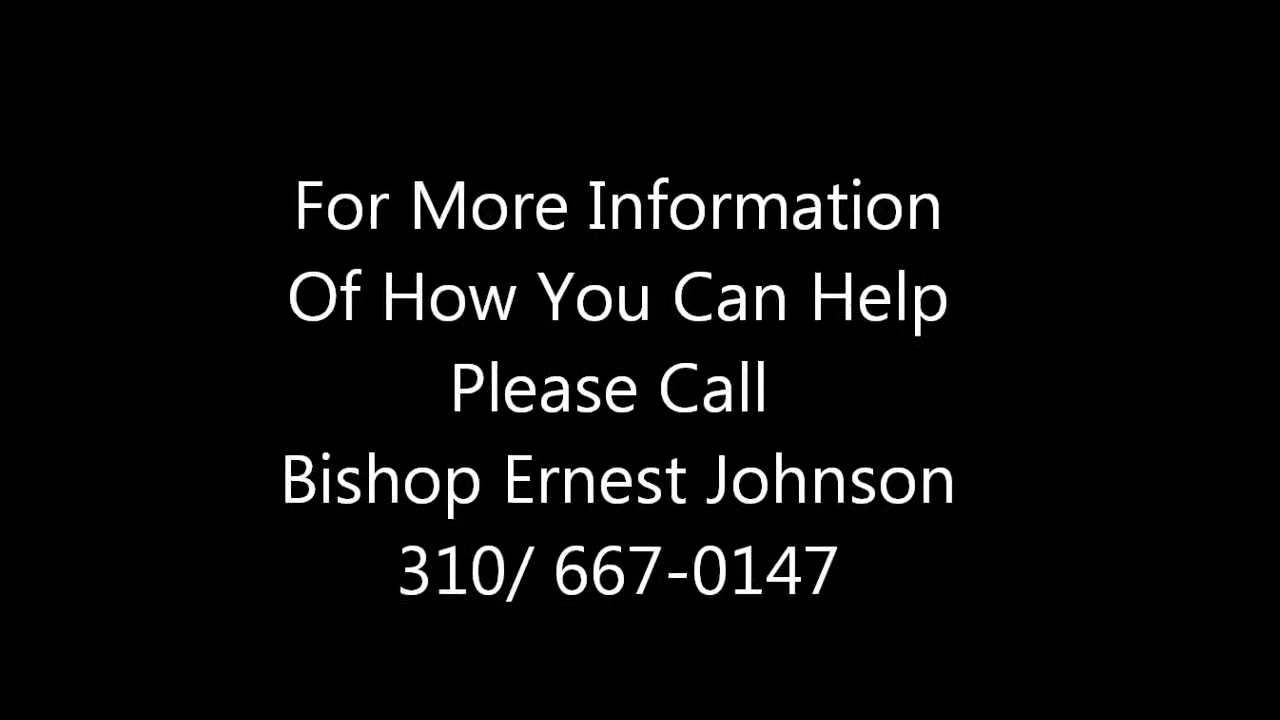 For More Information
Of How You Can Help
Please Call
Bishop Ernest Johnson
310/ 667-0147